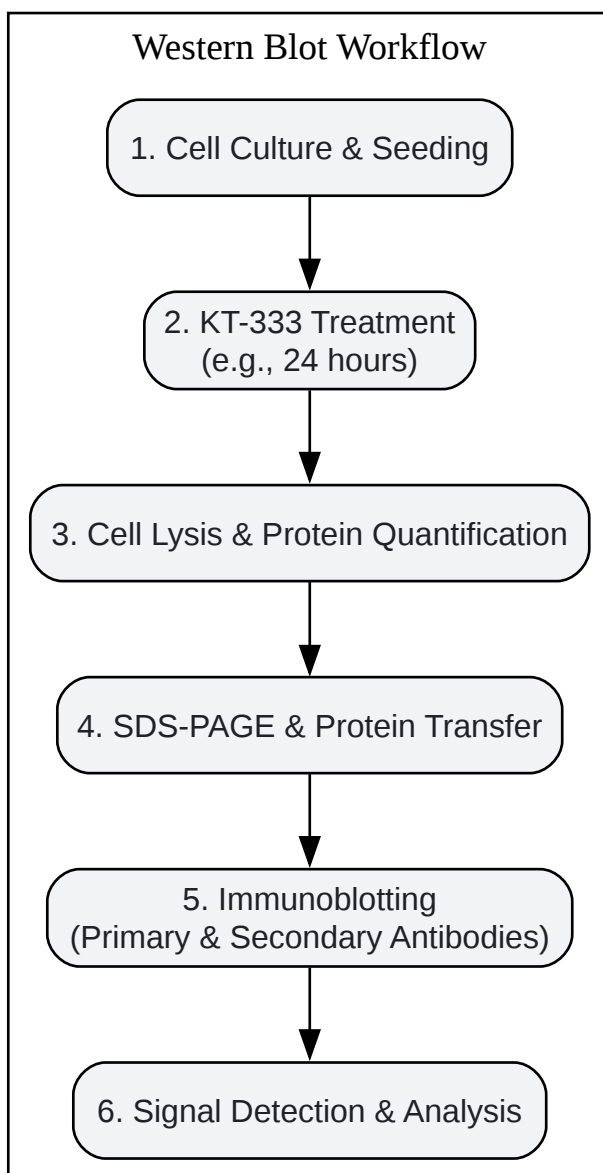 Western Blot Workflow
1. Cell Culture & Seeding
2. KT-333 Treatment
(e.g., 24 hours)
3. Cell Lysis & Protein Quantification
4. SDS-PAGE & Protein Transfer
5. Immunoblotting
(Primary & Secondary Antibodies)
6. Signal Detection & Analysis